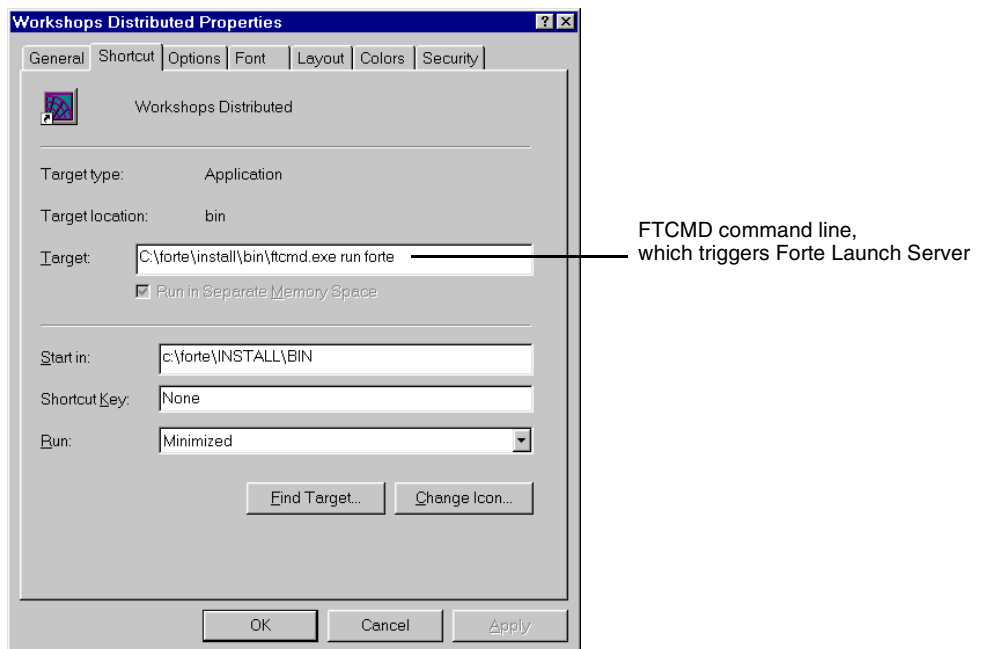 Workshops Distributed Properties
General Shortcut Options Font Layout Colors Security
Workshops Distributed
Target type: Application
Target location: bin
Target: C:\forte\install\bin\ftcmd.exe run forte
Run in Separate Memory Space
Start in: c:\forte\INSTALL\BIN
Shortcut Key: None
Run: Minimized
Find Target... Change Icon...
OK Cancel Apply
FTCMD command line,
which triggers Forte Launch Server